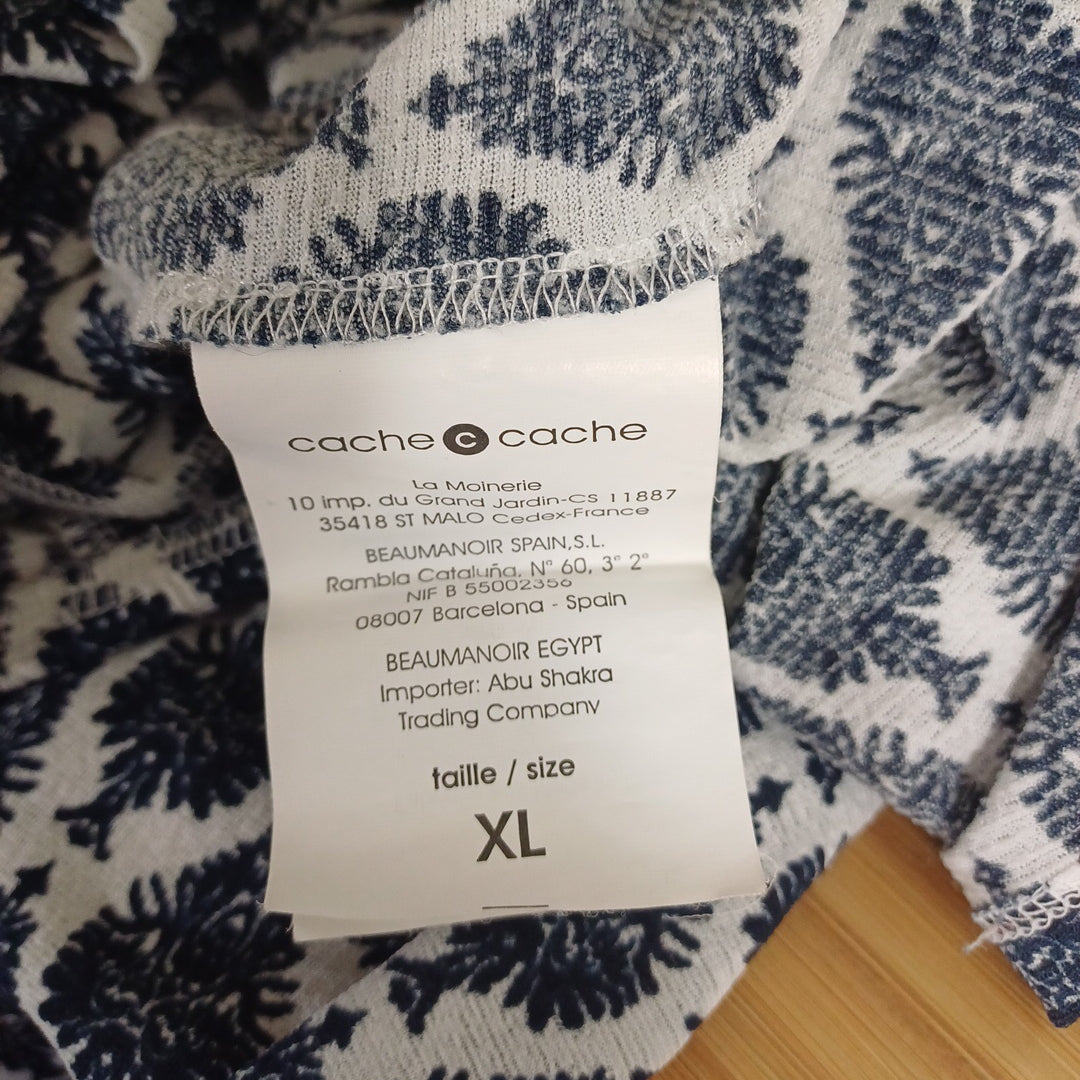 cache c cache
La Moinerie
10 imp. du Grand Jardin-CS 11887
35418 ST MALO Cedex-France
BEAUMANOIR SPAIN,S.L.
Rambla Cataluña, N° 60, 3° 2°
NIF B 55002356
08007 Barcelona - Spain
BEAUMANOIR EGYPT
Importer: Abu Shakra
Trading Company
taille / size
XL